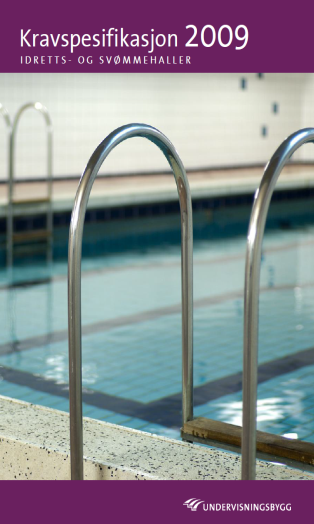 Kravspesifikasjon 2009
IDRETTS- OG SVØMMEHALLER
UNDERVISNINGSBYGG